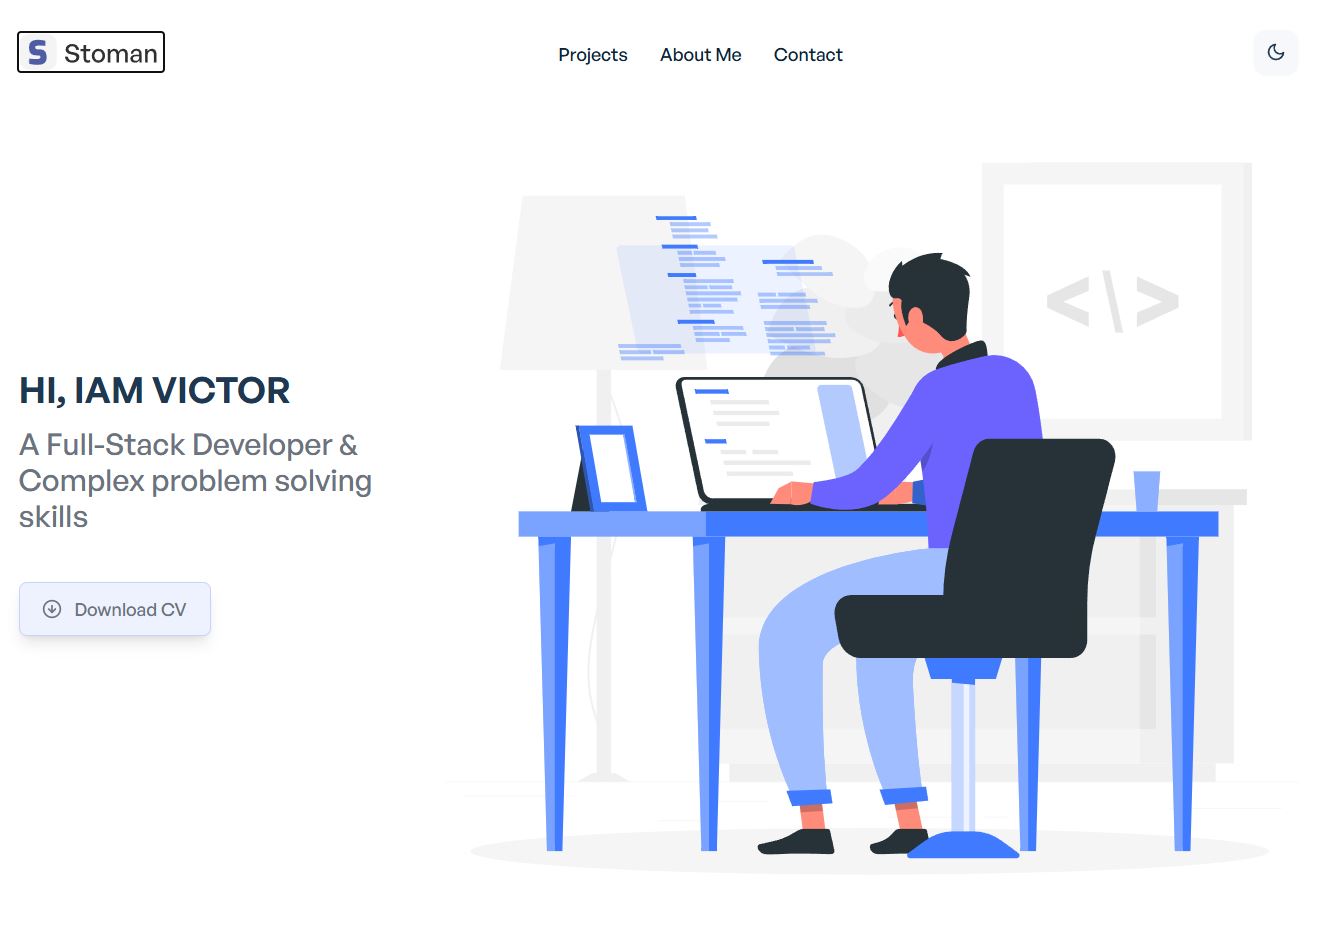 S Stoman
Projects About Me Contact
HI, IAM VICTOR
A Full-Stack Developer &
Complex problem solving
skills
Download CV
<\>